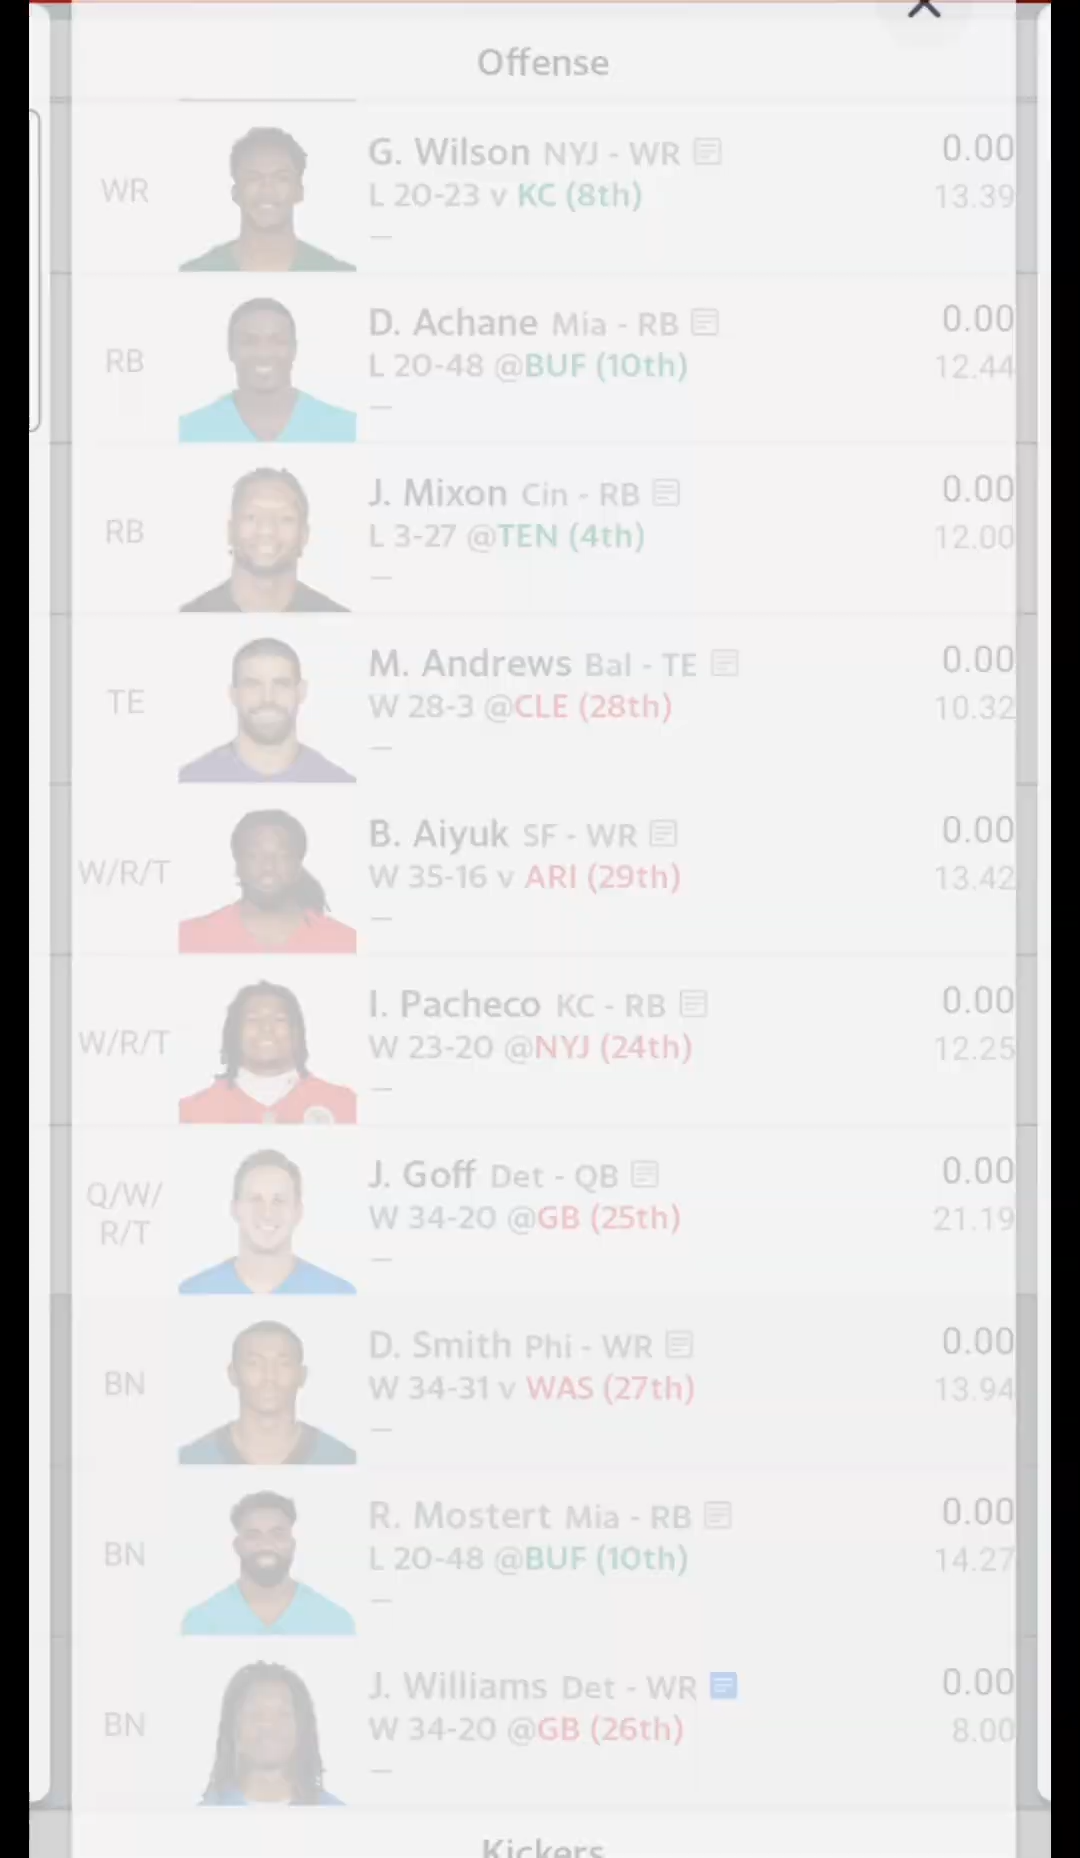 Offense
WR
G. Wilson NYJ - WR
L 20-23 v KC (8th)
–
0.00
13.39
RB
D. Achane Mia - RB
L 20-48 @BUF (10th)
–
0.00
12.44
RB
J. Mixon Cin - RB
L 3-27 @TEN (4th)
–
0.00
12.00
TE
M. Andrews Bal - TE
W 28-3 @CLE (28th)
–
0.00
10.32
W/R/T
B. Aiyuk SF - WR
W 35-16 v ARI (29th)
–
0.00
13.42
W/R/T
I. Pacheco KC - RB
W 23-20 @NYJ (24th)
–
0.00
12.25
Q/W/
R/T
J. Goff Det - QB
W 34-20 @GB (25th)
–
0.00
21.19
BN
D. Smith Phi - WR
W 34-31 v WAS (27th)
–
0.00
13.94
BN
R. Mostert Mia - RB
L 20-48 @BUF (10th)
–
0.00
14.27
BN
J. Williams Det - WR
W 34-20 @GB (26th)
–
0.00
8.00
Kickers